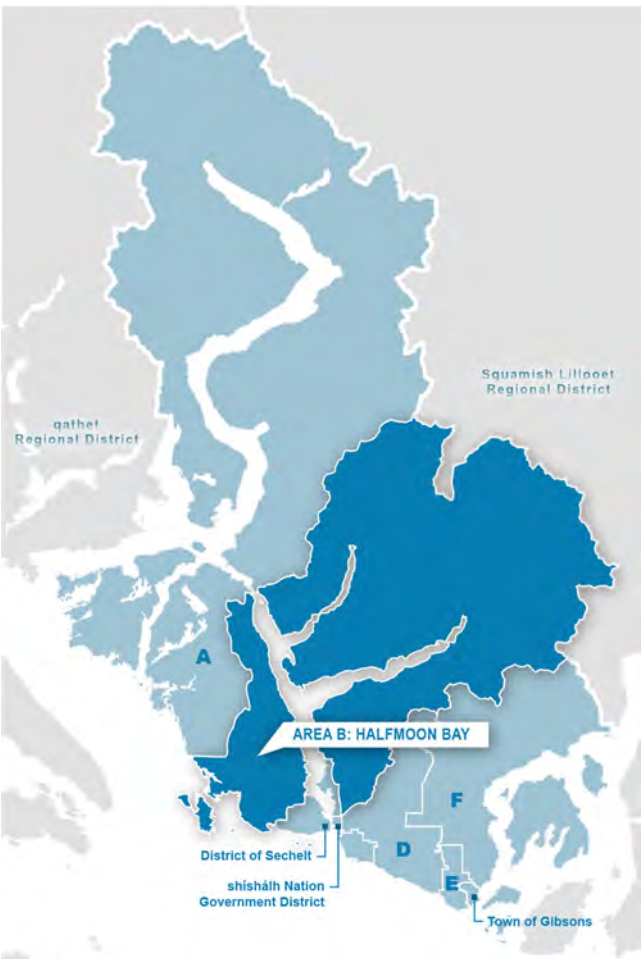 Squamish Lillooet
Regional District
qathet
Regional District
A
AREA B: HALFMOON BAY
F
D
District of Sechelt
E
shíshálh Nation
Government District
Town of Gibsons